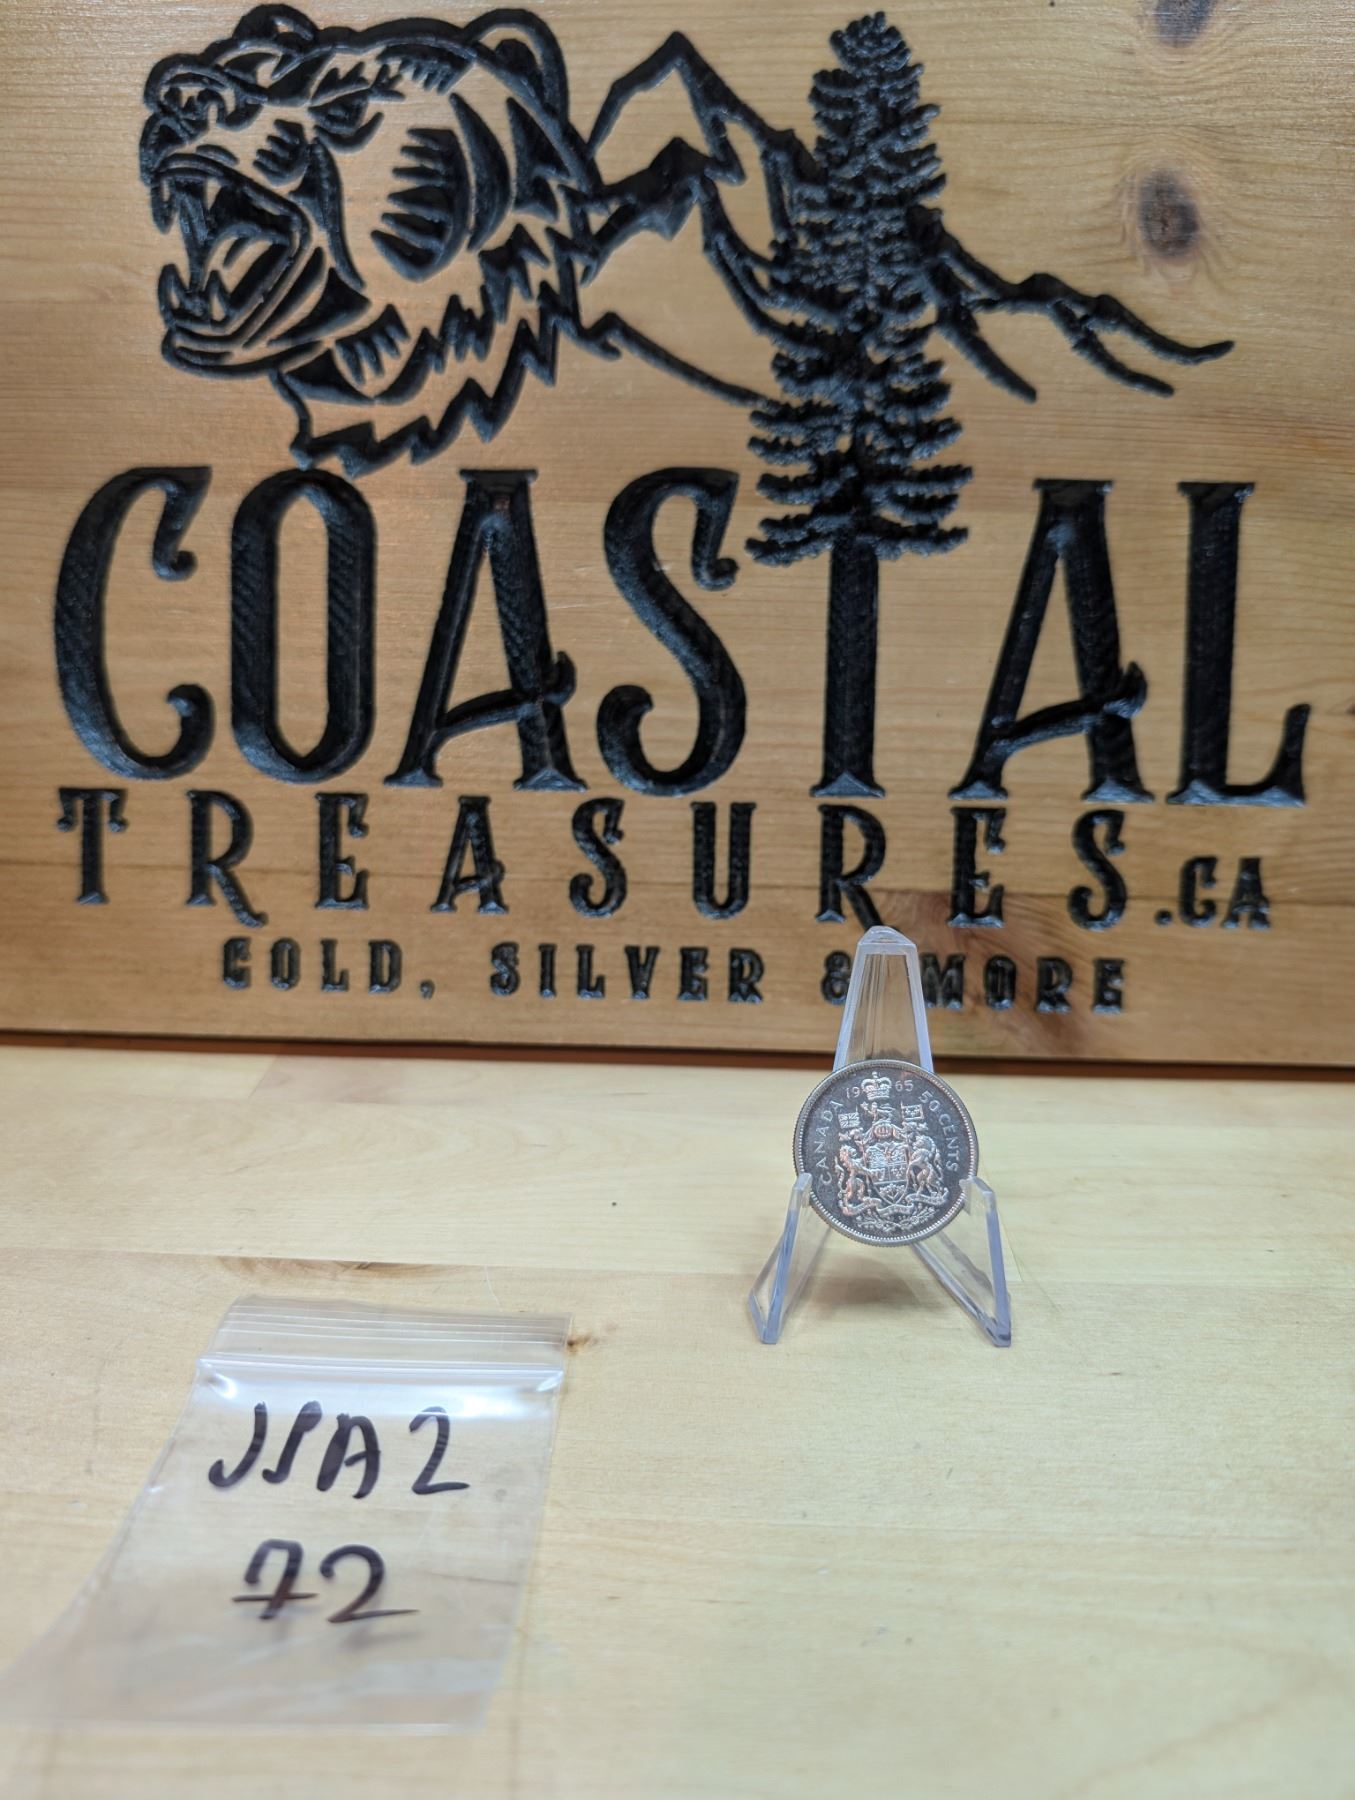 COASTAL
TREASURES.CA
GOLD, SILVER & MORE
CANADA 1965 50 CENTS
JJA2
72